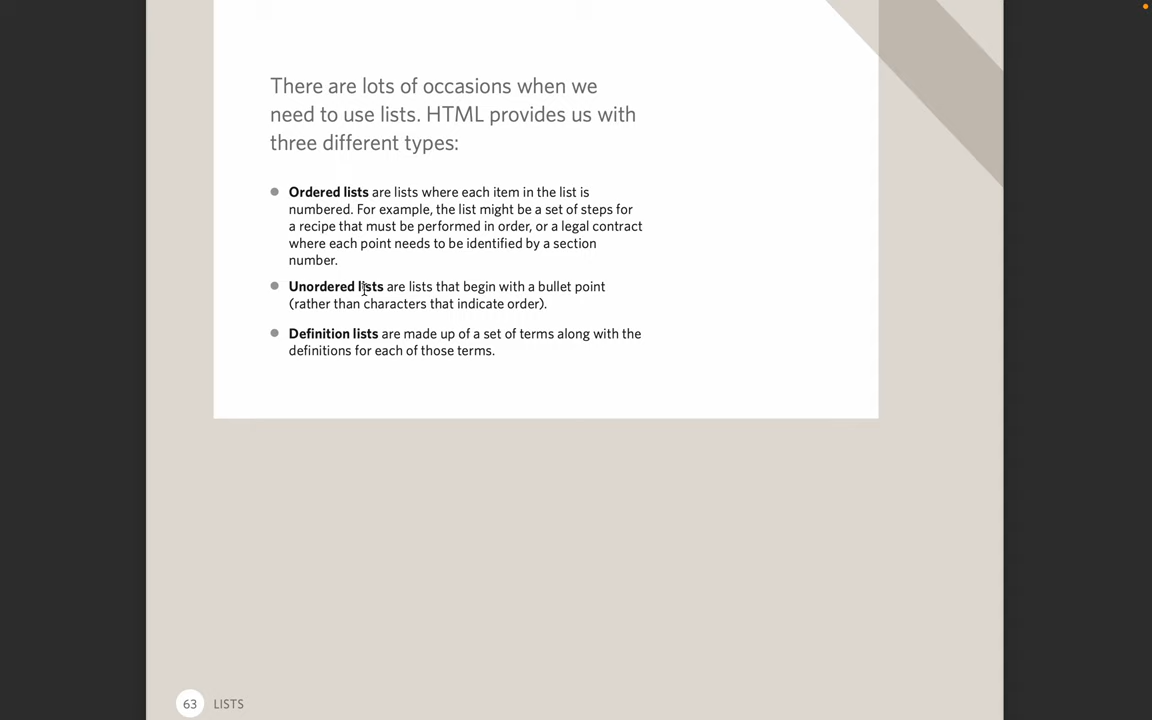 There are lots of occasions when we
need to use lists. HTML provides us with
three different types:
Ordered lists are lists where each item in the list is
numbered. For example, the list might be a set of steps for
a recipe that must be performed in order, or a legal contract
where each point needs to be identified by a section
number.
Unordered lists are lists that begin with a bullet point
(rather than characters that indicate order).
Definition lists are made up of a set of terms along with the
definitions for each of those terms.
63 LISTS